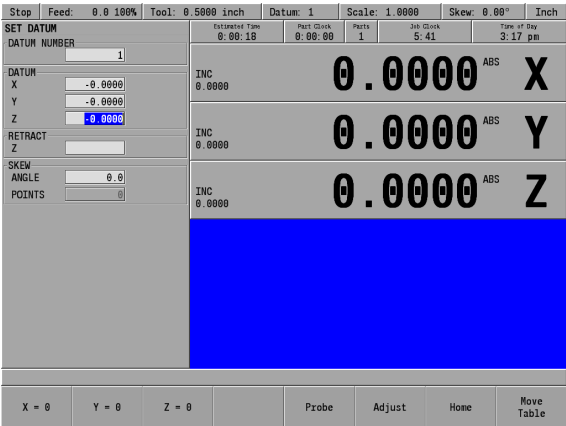 Stop Feed: 0.0 100% Tool: 0.5000 inch Datum: 1 Scale: 1.0000 Skew: 0.00° Inch
SET DATUM
DATUM NUMBER
1
DATUM
X -0.0000
Y -0.0000
Z -0.0000
RETRACT
Z
SKEW
ANGLE 0.0
POINTS 0
Estimated Time Part Clock Parts Job Clock Time of Day
0:00:18 0:00:00 1 5:41 3:17 pm
INC
0.0000
0.0000 ABS X
INC
0.0000
0.0000 ABS Y
INC
0.0000
0.0000 ABS Z
X = 0 Y = 0 Z = 0 Probe Adjust Home Move
Table